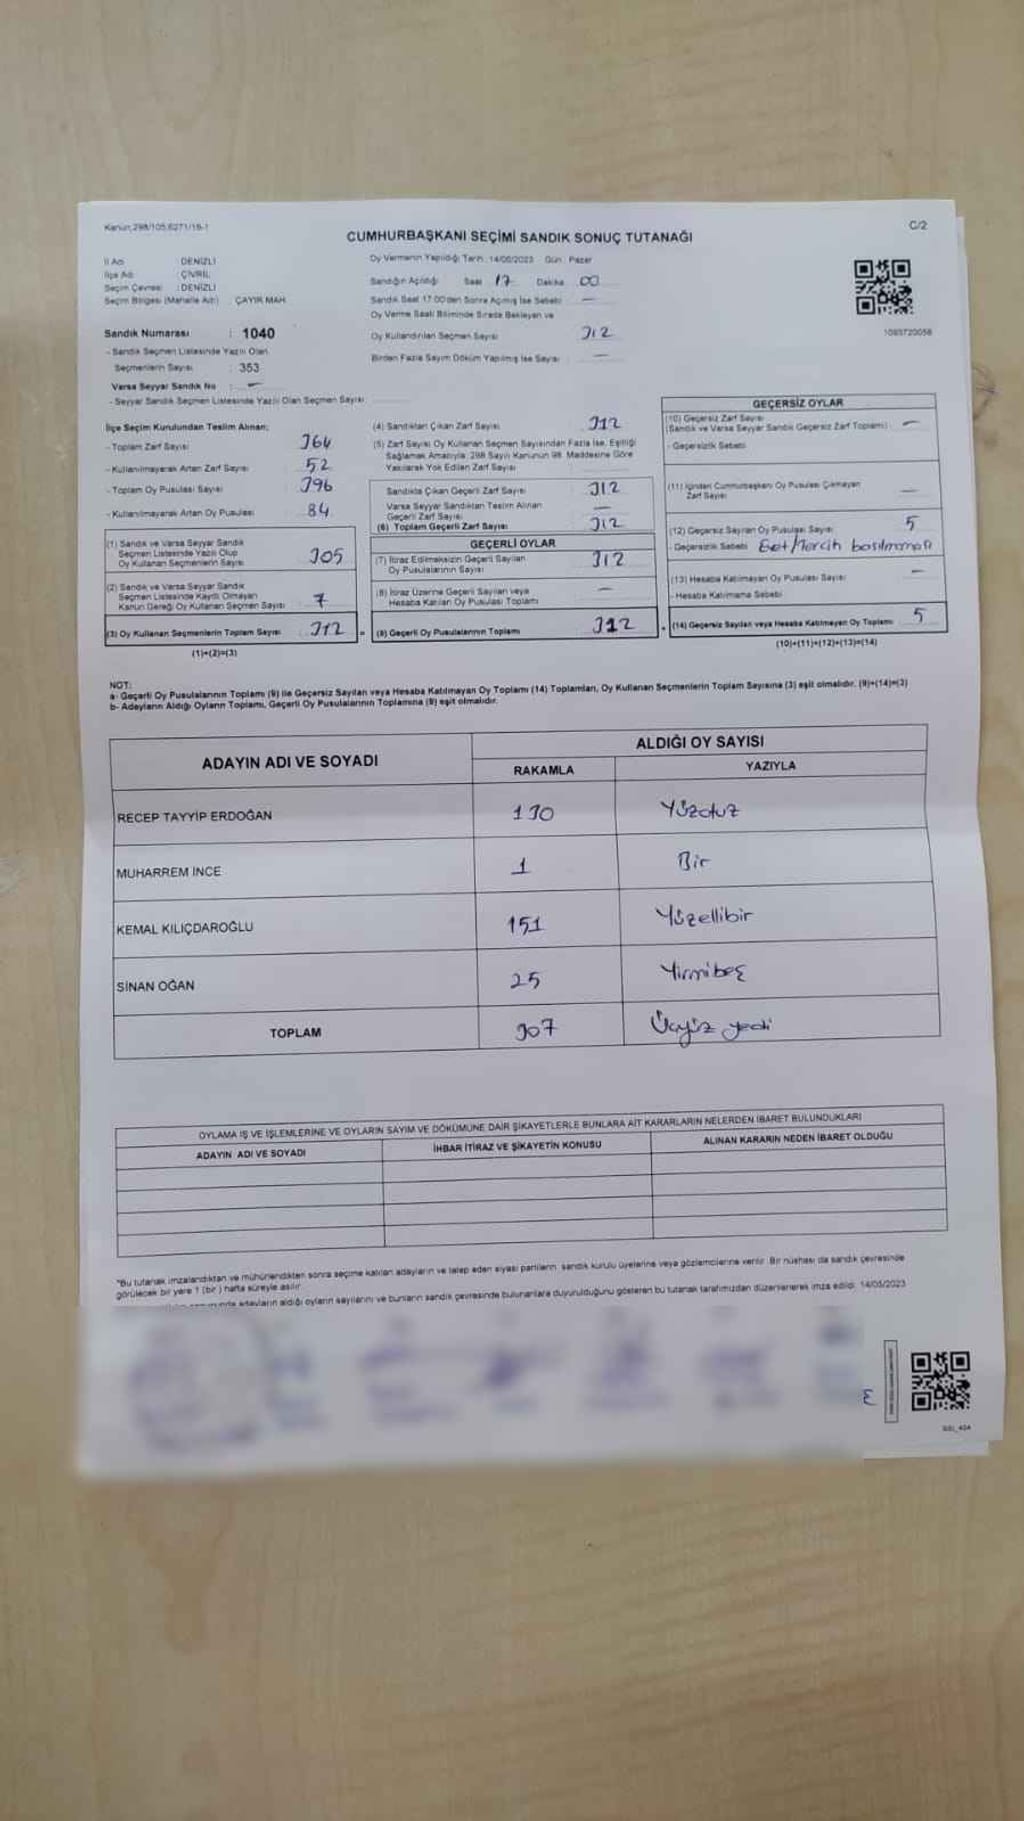 Kanun:298/105,6271/16-1
C/2
CUMHURBAŞKANI SEÇİMİ SANDIK SONUÇ TUTANAĞI
İl Adı : DENİZLİ
İlçe Adı : ÇİVRİL
Seçim Çevresi : DENİZLİ
Seçim Bölgesi (Mahalle Adı) : ÇAYIR MAH.
Sandık Numarası : 1040
- Sandık Seçmen Listesinde Yazılı Olan
Seçmenlerin Sayısı : 353
Varsa Seyyar Sandık No : —
- Seyyar Sandık Seçmen Listesinde Yazılı Olan Seçmen Sayısı
Oy Vermenin Yapıldığı Tarih : 14/05/2023 Gün : Pazar
Sandığın Açıldığı Saat 17 Dakika 00
Sandık Saat 17.00'den Sonra Açılmış İse Sebebi —
Oy Verme Saati Bitiminde Sırada Bekleyen ve
Oy Kullandırılan Seçmen Sayısı 312
Birden Fazla Sayım Döküm Yapılmış İse Sayısı —
1093720058
İlçe Seçim Kurulundan Teslim Alınan;
- Toplam Zarf Sayısı 364
- Kullanılmayarak Artan Zarf Sayısı 52
- Toplam Oy Pusulası Sayısı 396
- Kullanılmayarak Artan Oy Pusulası 84
(1) Sandık ve Varsa Seyyar Sandık
Seçmen Listesinde Yazılı Olup
Oy Kullanan Seçmenlerin Sayısı 305
(2) Sandık ve Varsa Seyyar Sandık
Seçmen Listesinde Kayıtlı Olmayan
Kanun Gereği Oy Kullanan Seçmen Sayısı 7
(3) Oy Kullanan Seçmenlerin Toplam Sayısı 312 =
(1)+(2)=(3)
(4) Sandıktan Çıkan Zarf Sayısı 312
(5) Zarf Sayısı Oy Kullanan Seçmen Sayısından Fazla İse, Eşitliği
Sağlamak Amacıyla; 298 Sayılı Kanunun 98. Maddesine Göre
Yakılarak Yok Edilen Zarf Sayısı
Sandıkta Çıkan Geçerli Zarf Sayısı 312
Varsa Seyyar Sandıktan Teslim Alınan
Geçerli Zarf Sayısı —
(6) Toplam Geçerli Zarf Sayısı 312
GEÇERLİ OYLAR
(7) İtiraz Edilmeksizin Geçerli Sayılan
Oy Pusulalarının Sayısı 312
(8) İtiraz Üzerine Geçerli Sayılan veya
Hesaba Katılan Oy Pusulası Toplamı —
(9) Geçerli Oy Pusulalarının Toplamı 312 +
GEÇERSİZ OYLAR
(10) Geçersiz Zarf Sayısı
(Sandık ve Varsa Seyyar Sandık Geçersiz Zarf Toplamı) —
- Geçersizlik Sebebi
(11) İçinden Cumhurbaşkanı Oy Pusulası Çıkmayan
Zarf Sayısı —
(12) Geçersiz Sayılan Oy Pusulası Sayısı 5
- Geçersizlik Sebebi Evet/Tercih basılmaması
(13) Hesaba Katılmayan Oy Pusulası Sayısı —
- Hesaba Katılmama Sebebi
(14) Geçersiz Sayılan veya Hesaba Katılmayan Oy Toplamı 5
(10)+(11)+(12)+(13)=(14)
NOT:
a- Geçerli Oy Pusulalarının Toplamı (9) ile Geçersiz Sayılan veya Hesaba Katılmayan Oy Toplamı (14) Toplamları, Oy Kullanan Seçmenlerin Toplam Sayısına (3) eşit olmalıdır. (9)+(14)=(3)
b- Adayların Aldığı Oyların Toplamı, Geçerli Oy Pusulalarının Toplamına (9) eşit olmalıdır.
ADAYIN ADI VE SOYADI
ALDIĞI OY SAYISI
RAKAMLA YAZIYLA
RECEP TAYYİP ERDOĞAN 130 Yüzotuz
MUHARREM İNCE 1 Bir
KEMAL KILIÇDAROĞLU 151 Yüzellibir
SİNAN OĞAN 25 Yirmibeş
TOPLAM 307 Üçyüz yedi
OYLAMA İŞ VE İŞLEMLERİNE VE OYLARIN SAYIM VE DÖKÜMÜNE DAİR ŞİKAYETLERLE BUNLARA AİT KARARLARIN NELERDEN İBARET BULUNDUKLARI
ADAYIN ADI VE SOYADI
İHBAR İTİRAZ VE ŞİKAYETİN KONUSU
ALINAN KARARIN NEDEN İBARET OLDUĞU
*Bu tutanak imzalandıktan ve mühürlendikten sonra seçime katılan adayların ve talep eden siyasi partilerin sandık kurulu üyelerine veya gözlemcilerine verilir. Bir nüshası da sandık çevresinde
görülecek bir yere 1 (bir) hafta süreyle asılır.
adayların aldığı oyların sayılarını ve bunların sandık çevresinde bulunanlara duyurulduğunu gösteren bu tutanak tarafımızdan düzenlenerek imza edildi. 14/05/2023